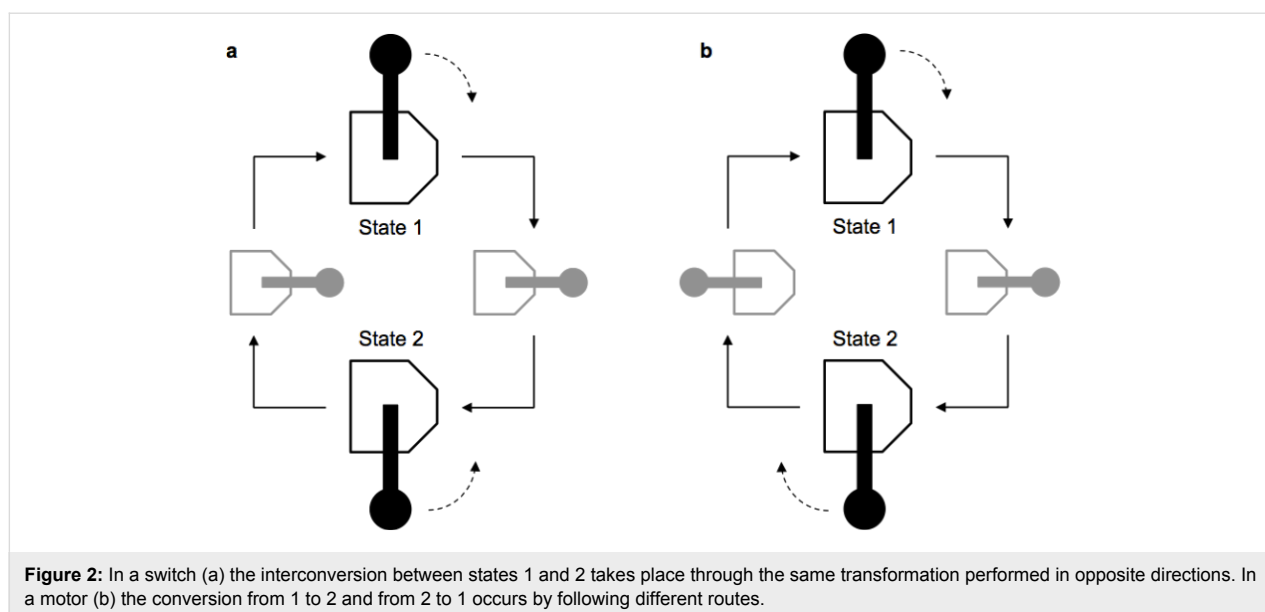 a
b
State 1
State 1
State 2
State 2
Figure 2: In a switch (a) the interconversion between states 1 and 2 takes place through the same transformation performed in opposite directions. In
a motor (b) the conversion from 1 to 2 and from 2 to 1 occurs by following different routes.